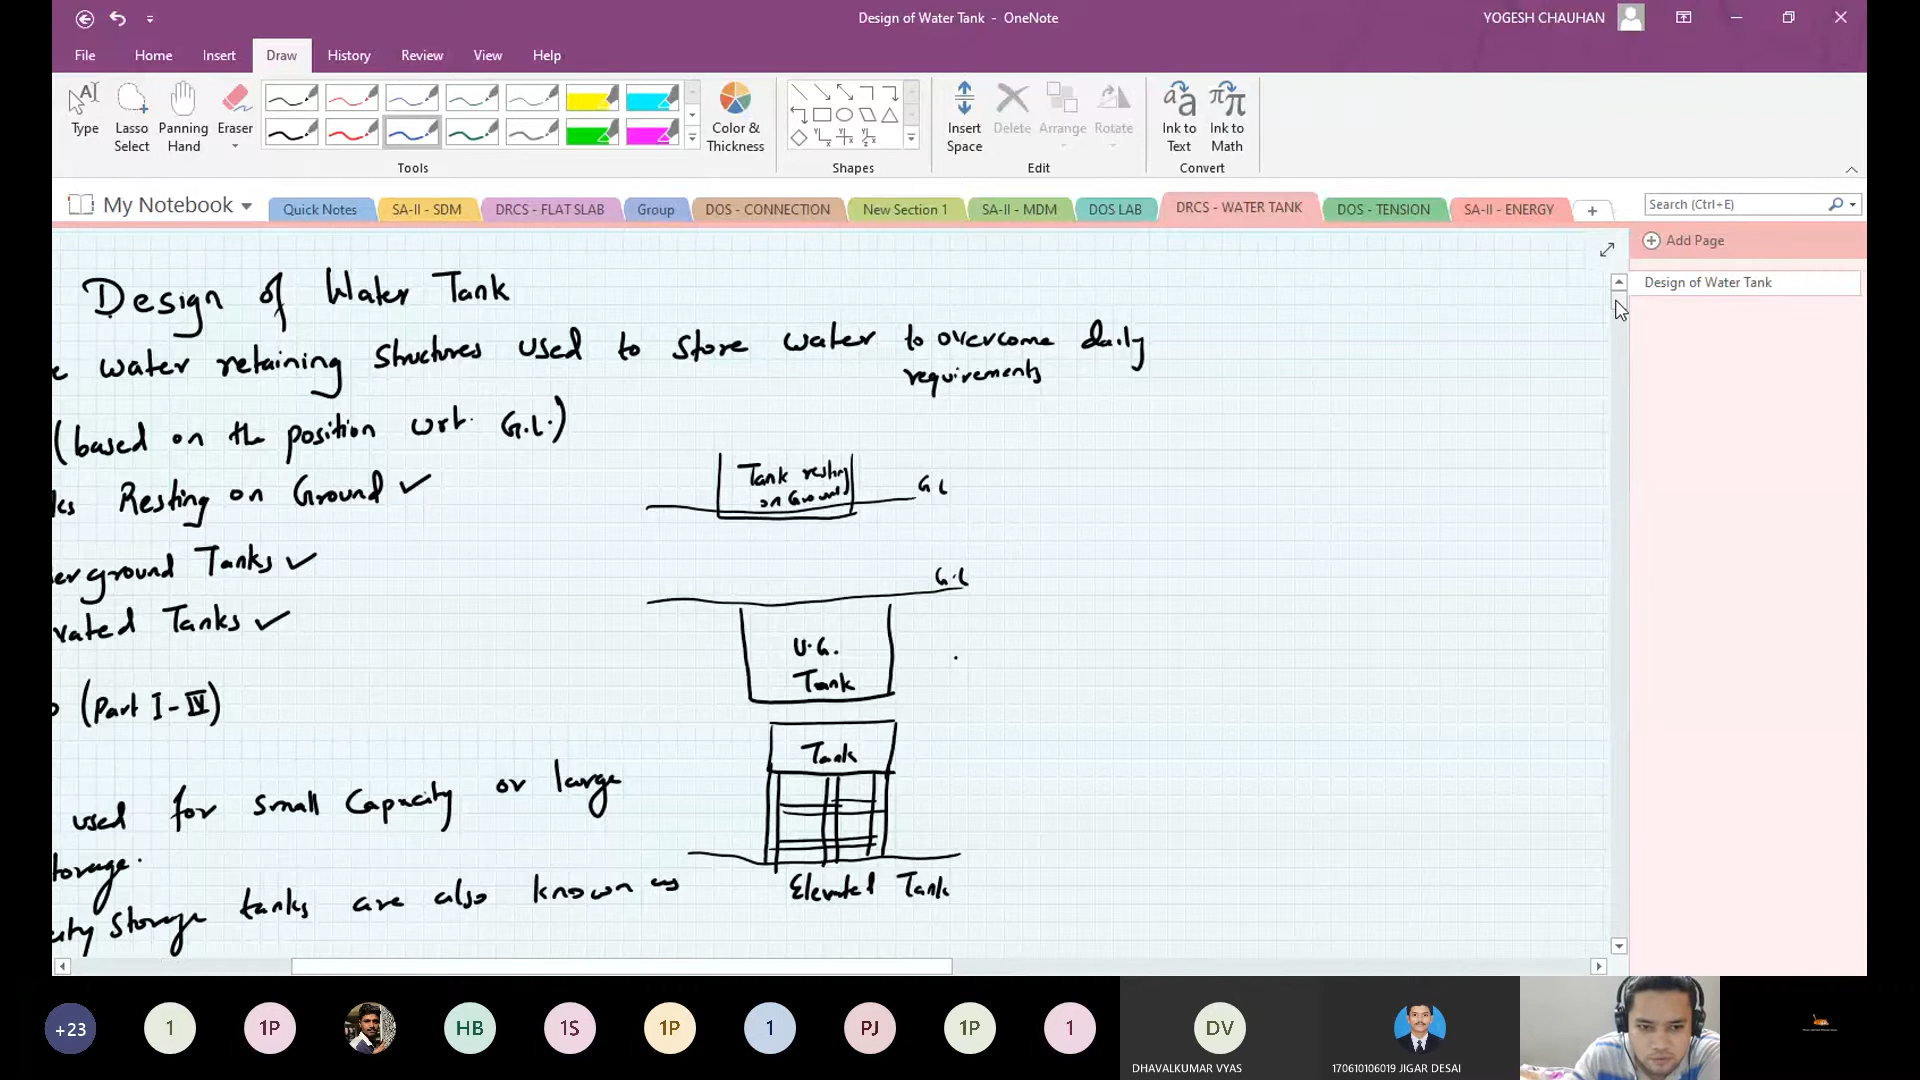 Design of Water Tank - OneNote
YOGESH CHAUHAN
File Home Insert Draw History Review View Help
Type
Lasso Select
Panning Hand
Eraser
Color & Thickness
Insert Space
Delete
Arrange
Rotate
Ink to Text
Ink to Math
Tools
Shapes
Edit
Convert
My Notebook
Quick Notes
SA-II - SDM
DRCS - FLAT SLAB
Group
DOS - CONNECTION
New Section 1
SA-II - MDM
DOS LAB
DRCS - WATER TANK
DOS - TENSION
SA-II - ENERGY
Search (Ctrl+E)
Add Page
Design of Water Tank
Design of Water Tank
e water retaining structures used to store water to overcome daily
requirements
(based on the position wrt. G.L.)
ks Resting on Ground ✓
erground Tanks ✓
vated Tanks ✓
(Part I - IV)
used for small capacity or large
torage.
city storage tanks are also known as
Tank resting
on Ground
G.L
G.L
U.G.
Tank
Tank
Elevated Tank
+23
1
1P
HB
1S
1P
1
PJ
1P
1
DV
DHAVALKUMAR VYAS
170610106019 JIGAR DESAI